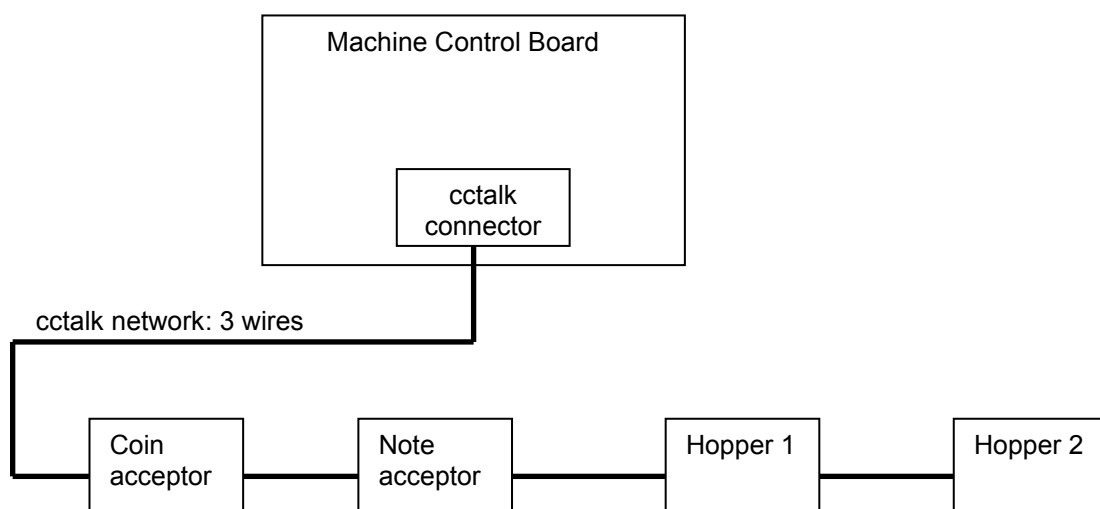 Machine Control Board
cctalk
connector
cctalk network: 3 wires
Coin
acceptor
Note
acceptor
Hopper 1
Hopper 2